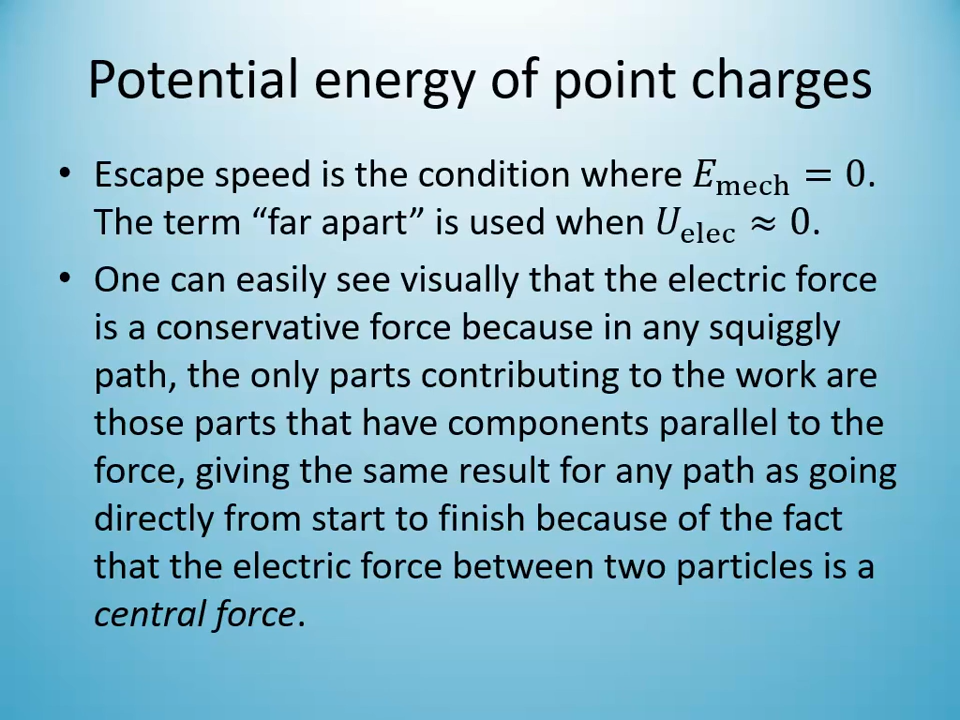 Potential energy of point charges
• Escape speed is the condition where E_mech = 0.
The term “far apart” is used when U_elec ≈ 0.
• One can easily see visually that the electric force
is a conservative force because in any squiggly
path, the only parts contributing to the work are
those parts that have components parallel to the
force, giving the same result for any path as going
directly from start to finish because of the fact
that the electric force between two particles is a
central force.